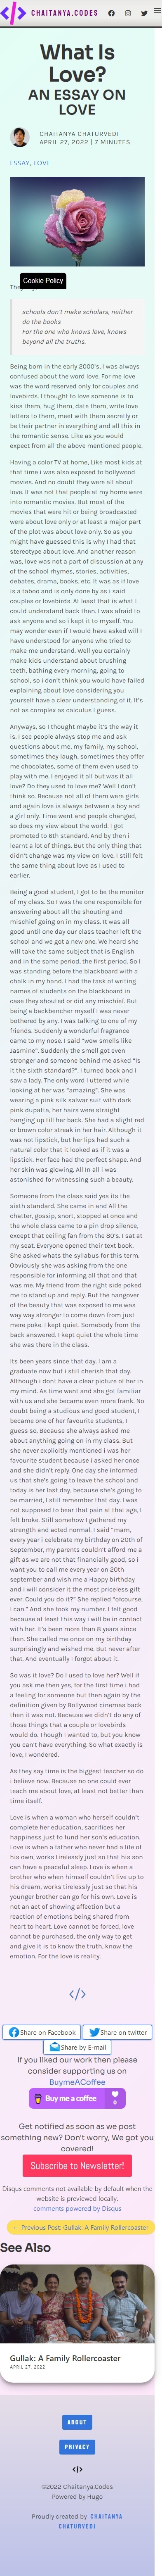 CHAITANYA.CODES
What Is
Love?
AN ESSAY ON
LOVE
CHAITANYA CHATURVEDI
APRIL 27, 2022 | 7 MINUTES
ESSAY, LOVE
Cookie Policy
schools don't make scholars, neither
do the books
For the one who knows love, knows
beyond all the truths.
Being born in the early 2000's, I was always
confused about the word love. For me love
was the word reserved only for couples and
lovebirds. I thought to love someone is to
kiss them, hug them, date them, write love
letters to them, meet with them secretly or
be their partner in everything and all this in
the romantic sense. Like as you would
expect from all the abandoned people.
Having a color TV at home, Like most kids at
that time i was also exposed to bollywood
movies. And no doubt they were all about
love. It was not that people at my home were
into romantic movies. But most of the
movies that were hit or being broadcasted
were about love only or at least a major part
of the plot was about love only. So as you
might have guessed this is why I had that
stereotype about love. And another reason
was, love was not a part of discussion at any
of the school rhymes, stories, activities,
debates, drama, books, etc. It was all of love
is a taboo and is only done by as i said
couples or lovebirds. At least that is what I
could understand back then. I was afraid to
ask anyone and so i kept it to myself. You
may wonder even if I would have asked will i
have understood for anyone who tried to
make me understand. Well you certainly
make kids understand about brushing
teeth, bathing every morning, going to
school, so i don't think you would have failed
explaining about love considering you
yourself have a clear understanding of it. It's
not as complex as calculus i guess.
Anyways, so I thought maybe it's the way it
is. I see people always stop me and ask
questions about me, my family, my school,
sometimes they laugh, sometimes they offer
me chocolates, some of them even used to
play with me. I enjoyed it all but was it all
love? Do they used to love me? Well i don't
think so. Because not all of them were girls
and again love is always between a boy and
a girl only. Time went and people changed,
so does my view about the world. i got
promoted to 6th standard. And by then i
learnt a lot of things. But the only thing that
didn't change my view on love. I still felt
the same thing about love as I used to
earlier.
Being a good student, I got to be the monitor
of my class. So I was the one responsible for
answering about all the shouting and
mischief going on in my class. It was all
good until one day our class teacher left the
school and we got a new one. We heard she
will take the same subject that is English
and that in the same period, the first period. So I
was standing before the blackboard with a
chalk in my hand. I had the task of writing
names of students on the blackboard in
case they shouted or did any mischief. But
being a backbencher myself i was never
bothered by any. I was talking to one of my
friends. Suddenly a wonderful fragrance
came to my nose. I said "wow smells like
Jasmine". Suddenly the smell got even
stronger and someone behind me asked "Is
it the sixth standard?". I turned back and I
saw a lady. The only word I uttered while
looking at her was "amazing". She was
wearing a pink silk salwar suit with dark
pink dupatta, her hairs were straight
hanging up till her back. She had a slight red
or brown color streak in her hair. Although it
was not lipstick, but her lips had such a
natural color that it looked as if it was a
lipstick. Her face had the perfect shape. And
her skin was glowing. All in all i was
astonished for witnessing such a beauty.
Someone from the class said yes its the
sixth standard. She came in and All the
chatter, gossip, snort, stopped at once and
the whole class came to a pin drop silence,
except that ceiling fan from the 80's. I sat at
my seat. Everyone opened their text book.
She asked whats the syllabus for this term.
Obviously she was asking from the one
responsible for informing all that and that
was me. My friend from the right side poked
me to stand up and reply. But the hangover
of the beauty that was exposed to me was
way way stronger to come down from just
mere poke. I kept quiet. Somebody from the
back answered. I kept quiet the whole time
she was there in the class.
Its been years since that day. I am a
graduate now but i still cherish that day.
Although i dont have a clear picture of her in
my mind. As time went and she got familiar
with us and she became even more frank. No
doubt being a studious and good student, I
became one of her favourite students, I
guess so. Because she always asked me
about anything going on in my class. But
she never explicitly mentioned i was her
favourite student because i asked her once
and she didn't reply. One day she informed
us that she's going to leave the school and
today is her last day, because she's going to
be married, I still remember that day. I was
not supposed to bear that pain at that age, I
felt broke. Still somehow I gathered my
strength and acted normal. I said "mam,
every year i celebrate my birthday on 20th of
September, my parents couldn't afford me a
gift as we are not that financially good, so i
want you to call me every year on 20th
september and wish me a Happy birthday
and i will consider it the most priceless gift
ever. Could you do it?" She replied "ofcourse,
I can." And she took my number. I felt good
because at least this way i will be in contact
with her. It's been more than 8 years since
then. She called me once on my birthday
surprisingly and wished me. But never after
that. And eventually i forgot about it.
So was it love? Do I used to love her? Well if
you ask me then yes, for the first time i had
a feeling for someone but then again by the
definition given by Bollywood cinemas back
then it was not. Because we didn't do any of
those things that a couple or lovebirds
would do. Though I wanted to, but you know
you can't have everything. So what exactly is
love, I wondered.
As they say time is the biggest teacher so do
i believe now. Because no one could ever
teach me about love, at least not better than
time itself.
Love is when a woman who herself couldn't
complete her education, sacrifices her
happiness just to fund her son's education.
Love is when a father who never had a life of
his own, works tirelessly just so that his son
can have a peaceful sleep. Love is when a
brother who when himself couldn't live up to
his dream, works tirelessly just so that his
younger brother can go for his own. Love is
not an act of showing affection but a
reaction of emotions being shared from
heart to heart. Love cannot be forced, love
cannot be purchased, the only way to get
and give it is to know the truth, know the
emotion. For the love is reality.
</>
Share on Facebook
Share on twitter
Share by E-mail
If you liked our work then please
consider supporting us on
BuymeACoffee
Buy me a coffee
0
Get notified as soon as we post
something new? Don't worry, We got you
covered!
Subscribe to Newsletter!
Disqus comments not available by default when the
website is previewed locally.
comments powered by Disqus
← Previous Post: Gullak: A Family Rollercoaster
See Also
Gullak: A Family Rollercoaster
APRIL 27, 2022
ABOUT
PRIVACY
</>
©2022 Chaitanya.Codes
Powered by Hugo
Proudly created by CHAITANYA
CHATURVEDI